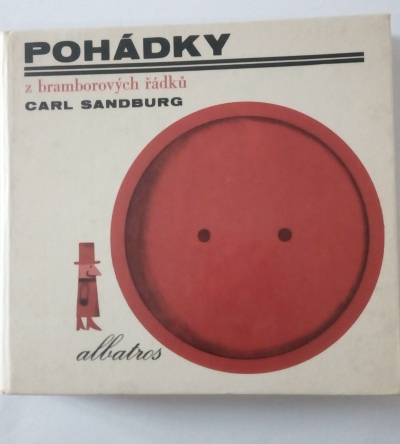 POHÁDKY
z bramborových řádků
CARL SANDBURG
albatros